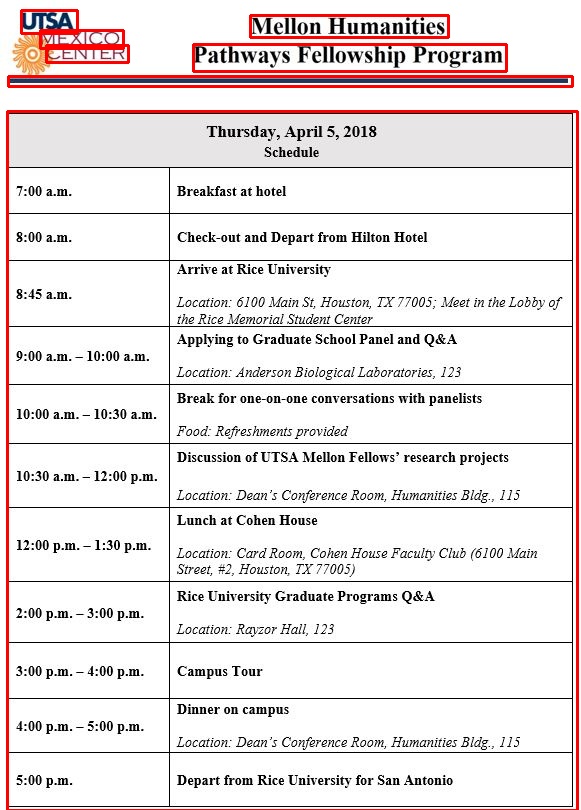 UTSA
MEXICO
CENTER
Mellon Humanities
Pathways Fellowship Program
Thursday, April 5, 2018
Schedule
7:00 a.m. Breakfast at hotel
8:00 a.m. Check-out and Depart from Hilton Hotel
8:45 a.m. Arrive at Rice University
Location: 6100 Main St, Houston, TX 77005; Meet in the Lobby of
the Rice Memorial Student Center
9:00 a.m. – 10:00 a.m. Applying to Graduate School Panel and Q&A
Location: Anderson Biological Laboratories, 123
10:00 a.m. – 10:30 a.m. Break for one-on-one conversations with panelists
Food: Refreshments provided
10:30 a.m. – 12:00 p.m. Discussion of UTSA Mellon Fellows’ research projects
Location: Dean’s Conference Room, Humanities Bldg., 115
12:00 p.m. – 1:30 p.m. Lunch at Cohen House
Location: Card Room, Cohen House Faculty Club (6100 Main
Street, #2, Houston, TX 77005)
2:00 p.m. – 3:00 p.m. Rice University Graduate Programs Q&A
Location: Rayzor Hall, 123
3:00 p.m. – 4:00 p.m. Campus Tour
4:00 p.m. – 5:00 p.m. Dinner on campus
Location: Dean’s Conference Room, Humanities Bldg., 115
5:00 p.m. Depart from Rice University for San Antonio